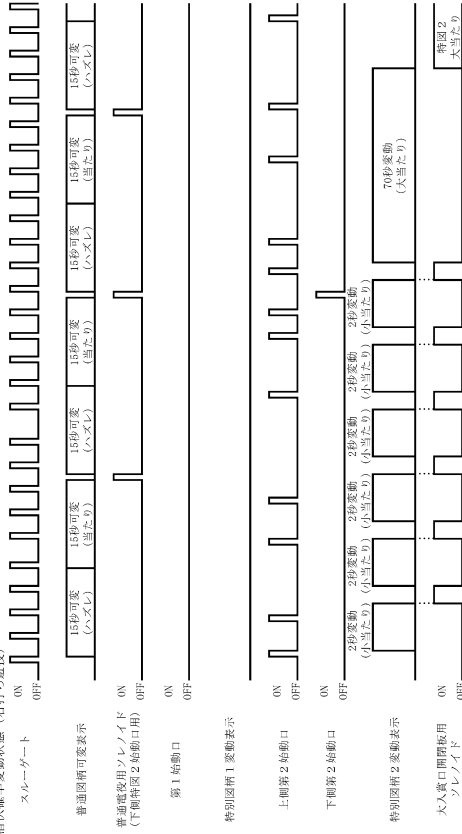 スルーゲート
ON
OFF
普通図柄可変表示
15秒可変
(ハズレ)
15秒可変
(当たり)
15秒可変
(ハズレ)
15秒可変
(当たり)
15秒可変
(ハズレ)
15秒可変
(当たり)
15秒可変
(ハズレ)
普通電役用ソレノイド
(下側特図2始動口用)
ON
OFF
第1始動口
ON
OFF
特別図柄1変動表示
上側第2始動口
ON
OFF
下側第2始動口
ON
OFF
特別図柄2変動表示
2秒変動
(小当たり)
2秒変動
(小当たり)
2秒変動
(小当たり)
2秒変動
(小当たり)
2秒変動
(小当たり)
2秒変動
(小当たり)
70秒変動
(大当たり)
大入賞口開閉板用
ソレノイド
ON
OFF
特図2
大当たり